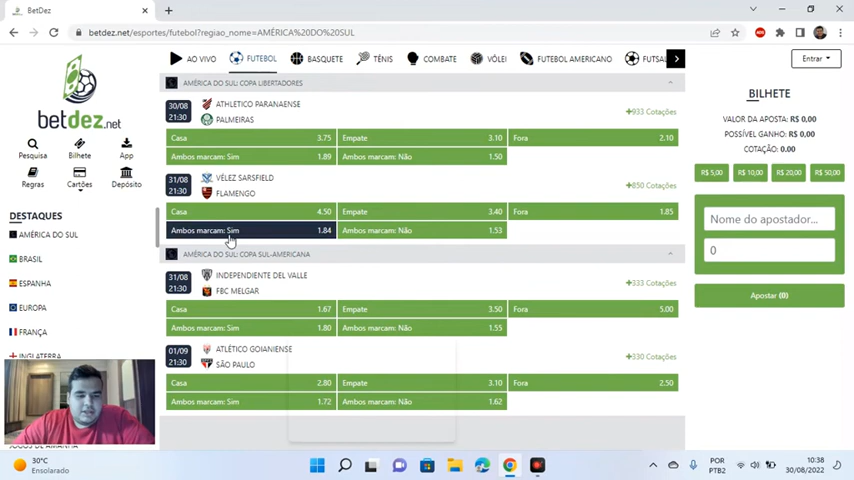 BetDez
betdez.net/esportes/futebol?regiao_nome=AMÉRICA%20DO%20SUL
betdez.net
Pesquisa Bilhete App
Regras Cartões Depósito
DESTAQUES
AMÉRICA DO SUL
BRASIL
ESPANHA
EUROPA
FRANÇA
INGLATERRA
AO VIVO FUTEBOL BASQUETE TÊNIS COMBATE VÔLEI FUTEBOL AMERICANO FUTSAL
Entrar
AMÉRICA DO SUL: COPA LIBERTADORES
30/08 21:30
ATHLETICO PARANAENSE
PALMEIRAS
+933 Cotações
Casa 3.75 Empate 3.10 Fora 2.10
Ambos marcam: Sim 1.89 Ambos marcam: Não 1.50
31/08 21:30
VÉLEZ SARSFIELD
FLAMENGO
+850 Cotações
Casa 4.50 Empate 3.40 Fora 1.85
Ambos marcam: Sim 1.84 Ambos marcam: Não 1.53
AMÉRICA DO SUL: COPA SUL-AMERICANA
31/08 21:30
INDEPENDIENTE DEL VALLE
FBC MELGAR
+333 Cotações
Casa 1.67 Empate 3.50 Fora 5.00
Ambos marcam: Sim 1.80 Ambos marcam: Não 1.55
01/09 21:30
ATLÉTICO GOIANIENSE
SÃO PAULO
+330 Cotações
Casa 2.80 Empate 3.10 Fora 2.50
Ambos marcam: Sim 1.72 Ambos marcam: Não 1.62
BILHETE
VALOR DA APOSTA: R$ 0,00
POSSÍVEL GANHO: R$ 0,00
COTAÇÃO: 0.00
R$ 5,00 R$ 10,00 R$ 20,00 R$ 50,00
Nome do apostador...
0
Apostar (0)
30°C
Ensolarado
POR
PTB2
10:38
30/08/2022